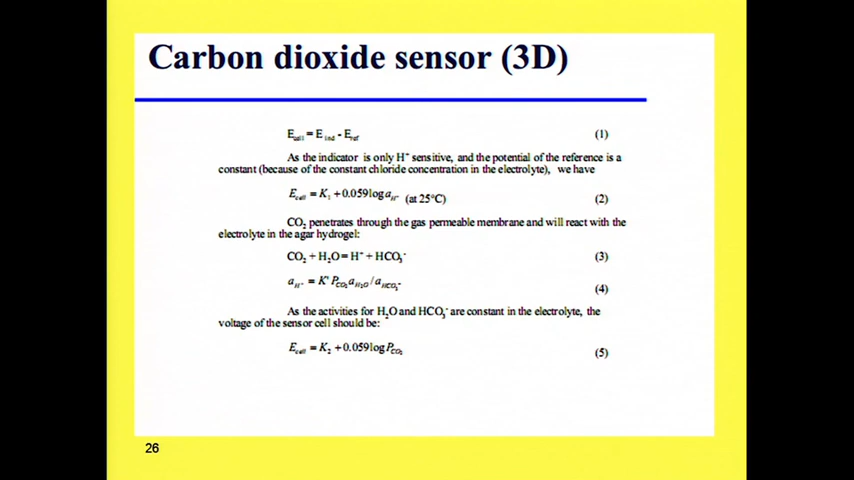 Carbon dioxide sensor (3D)
E_cell = E_ind - E_ref (1)
As the indicator is only H⁺ sensitive, and the potential of the reference is a
constant (because of the constant chloride concentration in the electrolyte), we have
E_cell = K₁ + 0.059log a_H⁺ (at 25°C) (2)
CO₂ penetrates through the gas permeable membrane and will react with the
electrolyte in the agar hydrogel:
CO₂ + H₂O = H⁺ + HCO₃⁻ (3)
a_H⁺ = K' P_CO₂ a_H₂O / a_HCO₃⁻ (4)
As the activities for H₂O and HCO₃⁻ are constant in the electrolyte, the
voltage of the sensor cell should be:
E_cell = K₂ + 0.059log P_CO₂ (5)
26